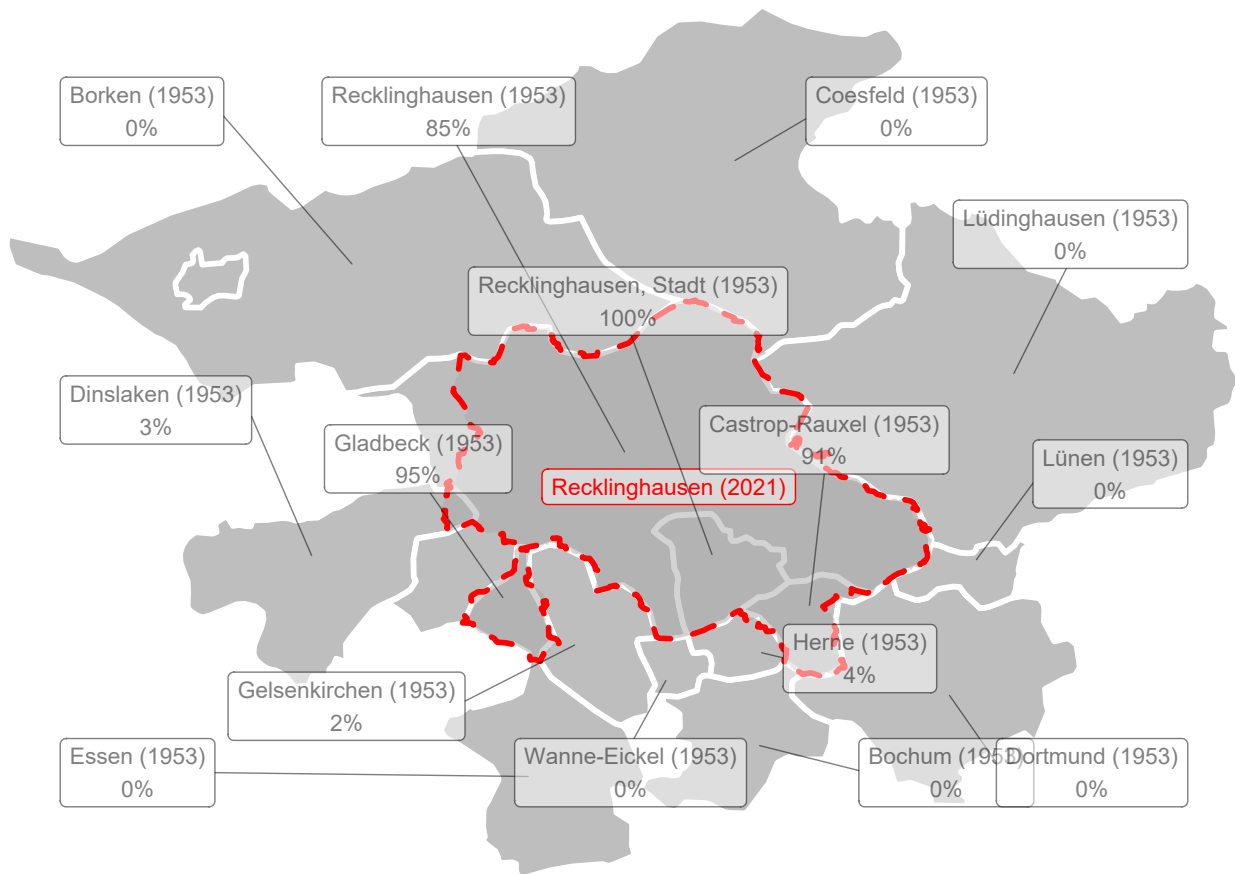 Borken (1953)
0%
Recklinghausen (1953)
85%
Coesfeld (1953)
0%
Lüdinghausen (1953)
0%
Recklinghausen, Stadt (1953)
100%
Dinslaken (1953)
3%
Gladbeck (1953)
95%
Castrop-Rauxel (1953)
91%
Lünen (1953)
0%
Recklinghausen (2021)
Herne (1953)
4%
Gelsenkirchen (1953)
2%
Essen (1953)
0%
Wanne-Eickel (1953)
0%
Bochum (1953)
0%
Dortmund (1953)
0%